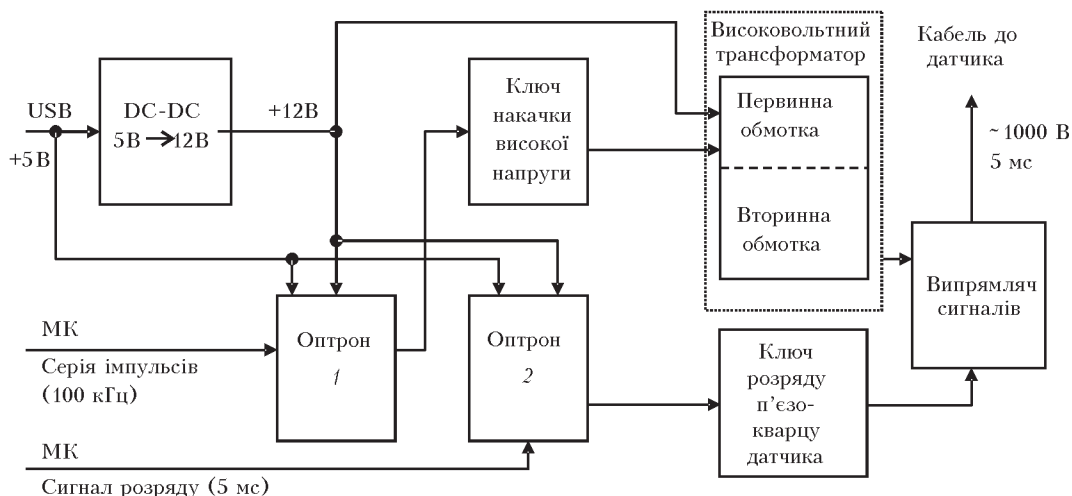 USB
+5В
DC-DC
5В → 12В
+12В
Ключ
накачки
високої
напруги
Високовольтний
трансформатор
Первинна
обмотка
Вторинна
обмотка
Кабель до
датчика
~1000 В
5 мс
Випрямляч
сигналів
МК
Серія імпульсів
(100 кГц)
Оптрон
1
Оптрон
2
Ключ
розряду
п’єзо-
кварцу
датчика
МК
Сигнал розряду (5 мс)